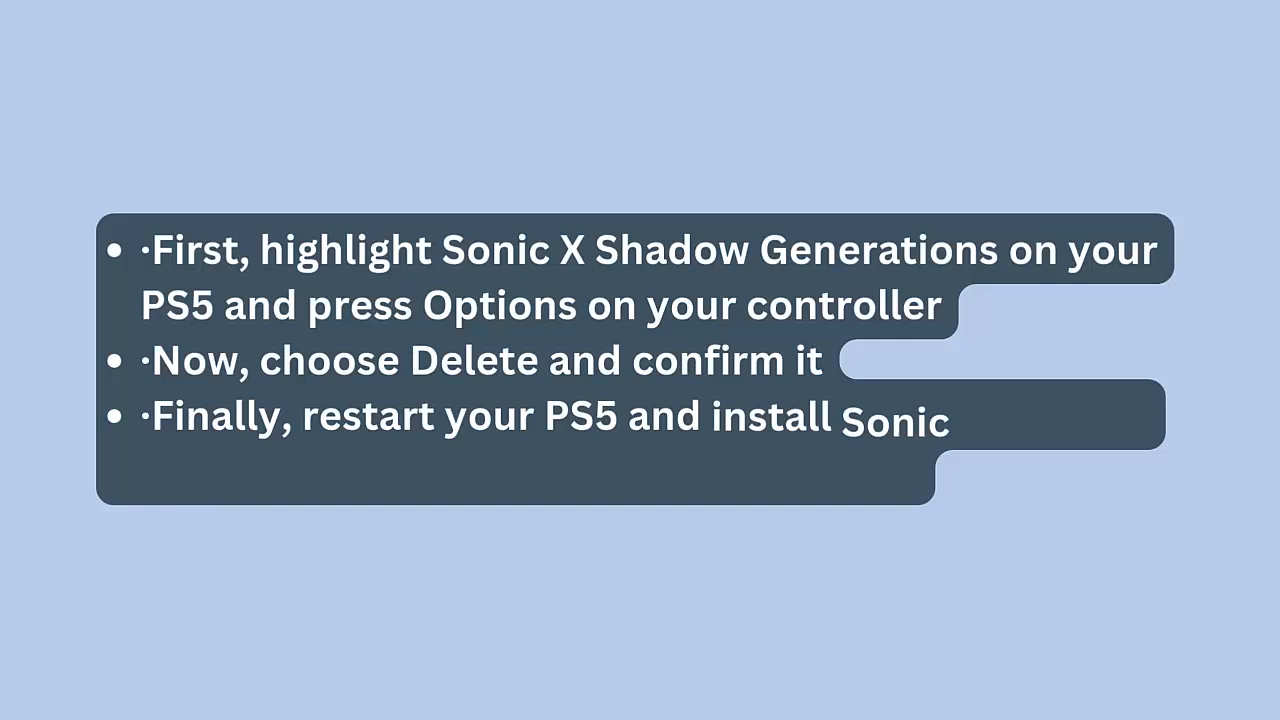 • ·First, highlight Sonic X Shadow Generations on your
PS5 and press Options on your controller
• ·Now, choose Delete and confirm it
• ·Finally, restart your PS5 and install Sonic